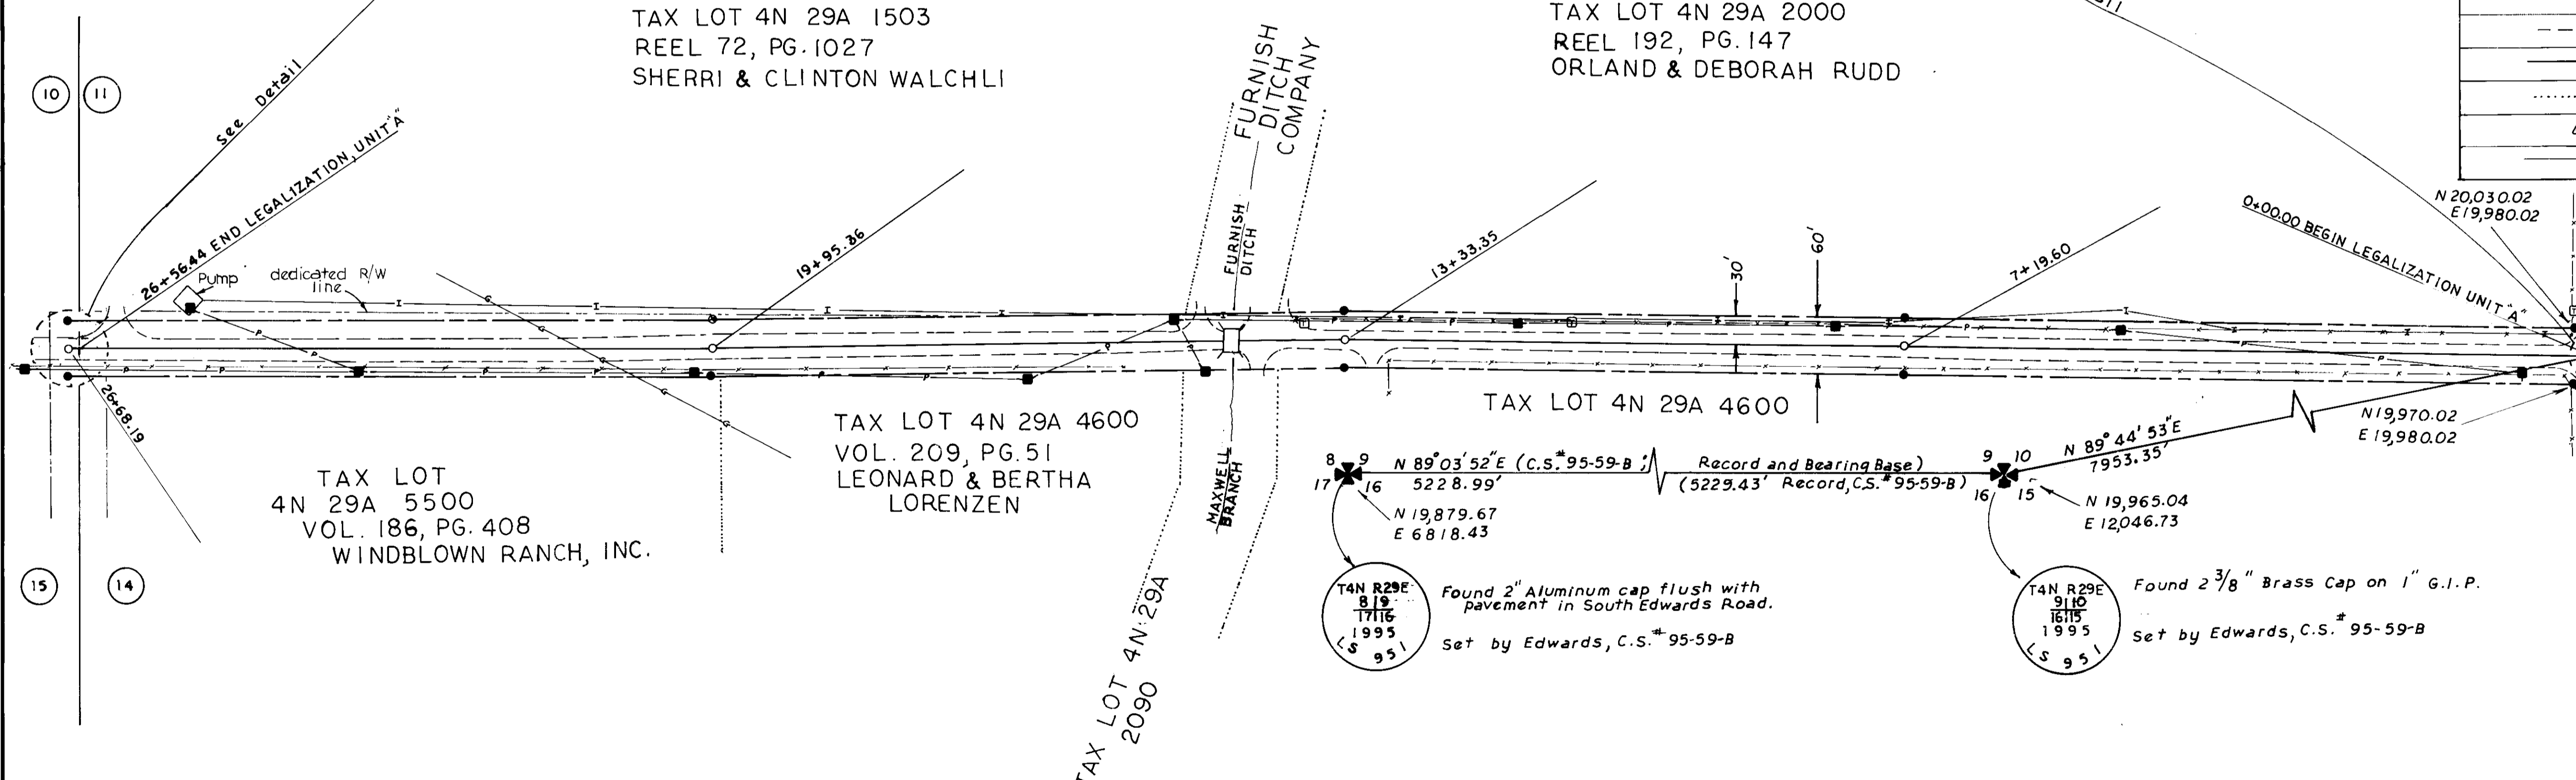 TAX LOT 4N 29A 1503
REEL 72, PG. 1027
SHERRI & CLINTON WALCHLI
TAX LOT 4N 29A 2000
REEL 192, PG. 147
ORLAND & DEBORAH RUDD
FURNISH
DITCH
COMPANY
10
11
See Detail
26+56.44 END LEGALIZATION, UNIT "A"
Pump
dedicated R/W
line
19+95.36
FURNISH
DITCH
13+33.35
30'
60'
7+19.60
0+00.00 BEGIN LEGALIZATION UNIT "A"
N 20,030.02
E 19,980.02
26+68.19
TAX LOT
4N 29A 5500
VOL. 186, PG. 408
WINDBLOWN RANCH, INC.
TAX LOT 4N 29A 4600
VOL. 209, PG. 51
LEONARD & BERTHA
LORENZEN
MAXWELL
BRANCH
TAX LOT 4N 29A 4600
N 19,970.02
E 19,980.02
8 9
17 16
N 89°03'52"E (C.S.# 95-59-B ; Record and Bearing Base)
5228.99' (5229.43' Record, C.S.# 95-59-B)
N 19,879.67
E 6818.43
9 10
16 15
N 89°44'53"E
7953.35'
N 19,965.04
E 12,046.73
15
14
TAX LOT 4N 29A
2090
T4N R29E
8 9
17 16
1995
LS 951
Found 2" Aluminum cap flush with
pavement in South Edwards Road.
Set by Edwards, C.S.# 95-59-B
T4N R29E
9 10
16 15
1995
LS 951
Found 2 3/8" Brass Cap on 1" G.I.P.
Set by Edwards, C.S.# 95-59-B